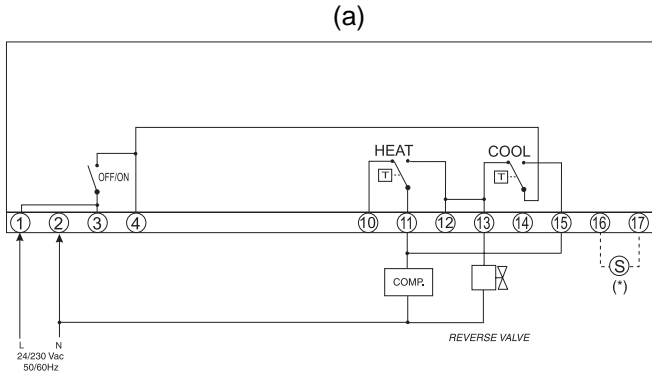 (a)
HEAT
COOL
T
T
OFF/ON
1 2 3 4 10 11 12 13 14 15 16 17
S
(*)
COMP.
REVERSE VALVE
L N
24/230 Vac
50/60Hz